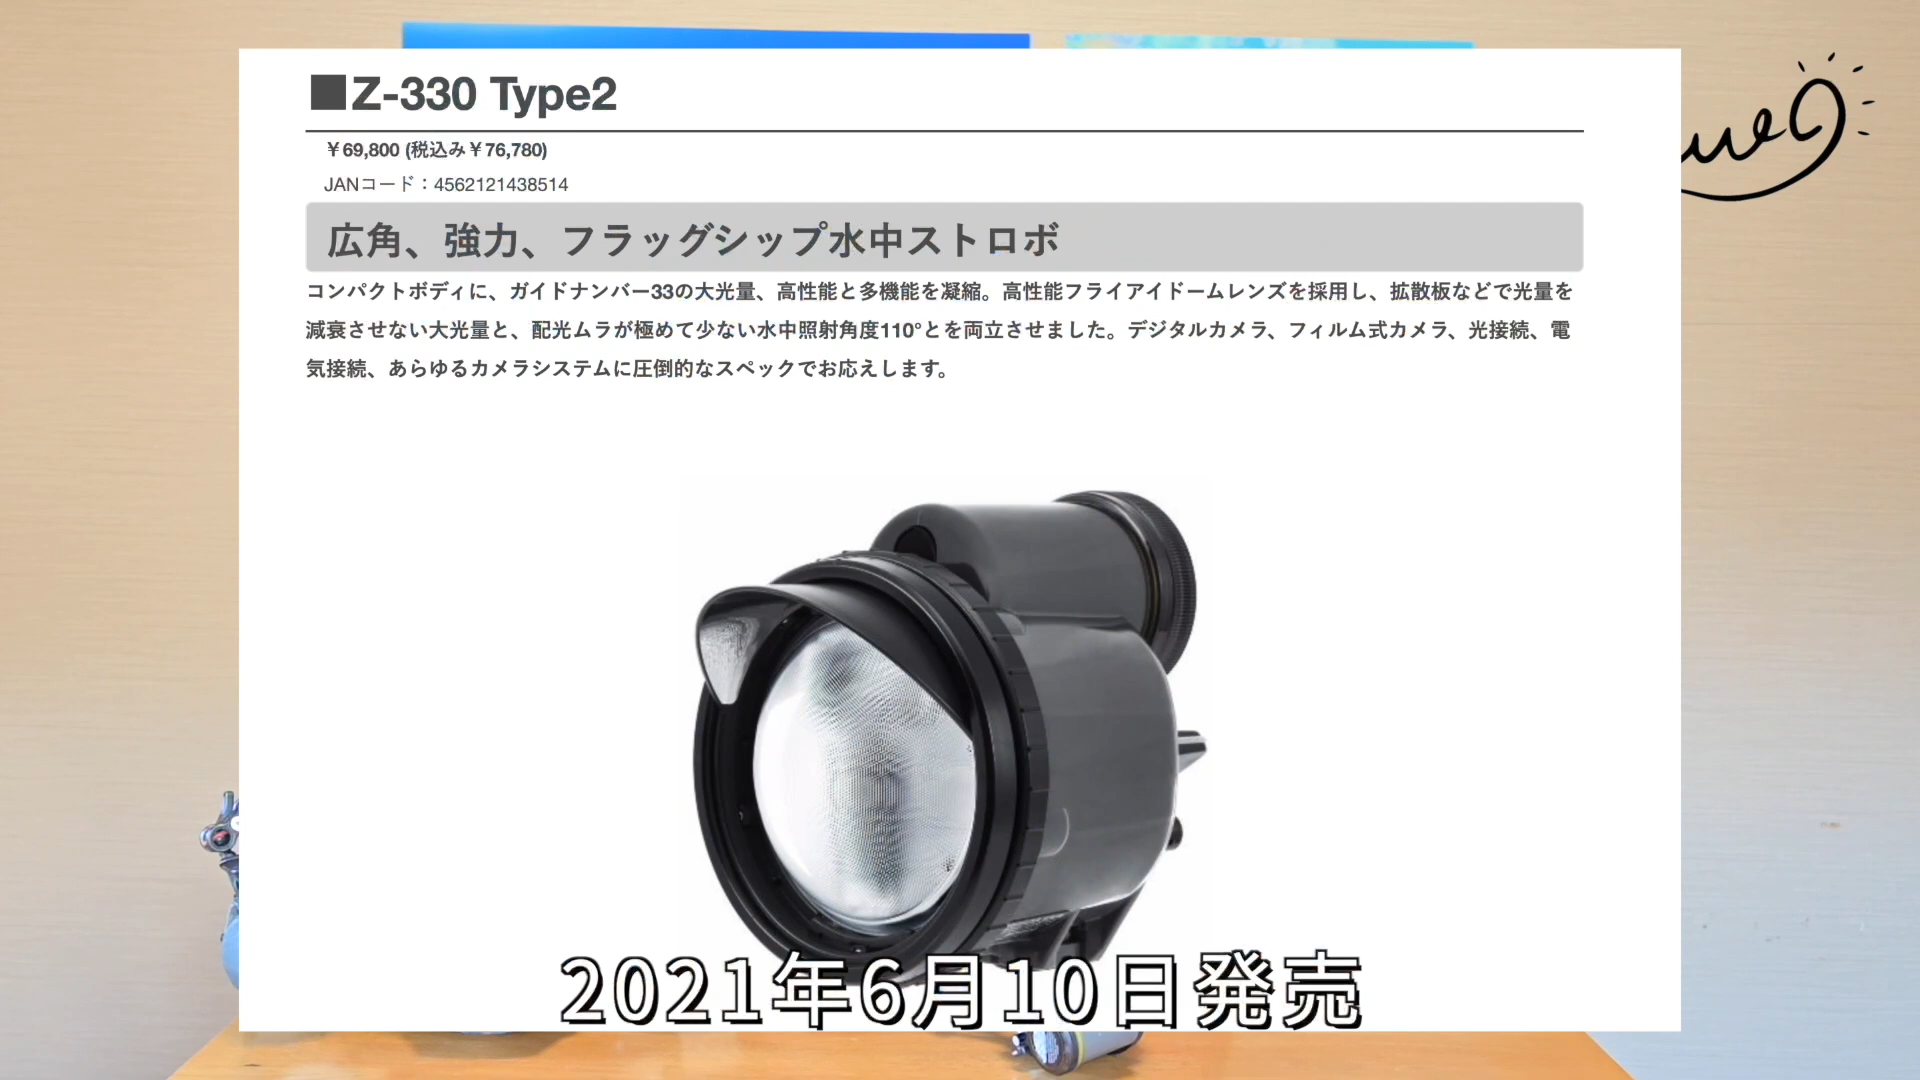 ■Z-330 Type2
￥69,800 (税込み￥76,780)
JANコード：4562121438514
広角、強力、フラッグシップ水中ストロボ
コンパクトボディに、ガイドナンバー33の大光量、高性能と多機能を凝縮。高性能フライアイドームレンズを採用し、拡散板などで光量を
減衰させない大光量と、配光ムラが極めて少ない水中照射角度110°とを両立させました。デジタルカメラ、フィルム式カメラ、光接続、電
気接続、あらゆるカメラシステムに圧倒的なスペックでお応えします。
2021年6月10日発売